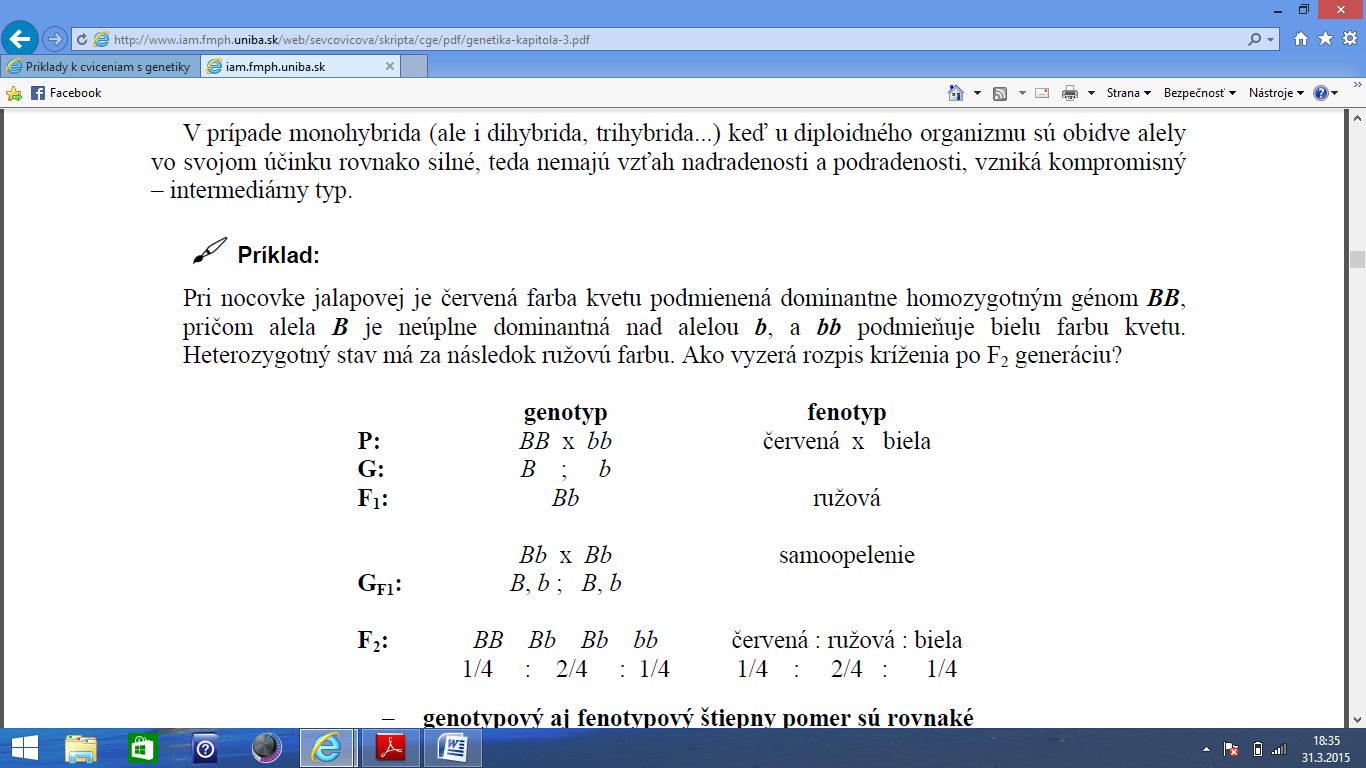 http://www.iam.fmph.uniba.sk/web/sevcovicova/skripta/cge/pdf/genetika-kapitola-3.pdf
Priklady k cviceniam s genetiky
iam.fmph.uniba.sk
Facebook
Strana
Bezpečnosť
Nástroje
V prípade monohybrida (ale i dihybrida, trihybrida...) keď u diploidného organizmu sú obidve alely
vo svojom účinku rovnako silné, teda nemajú vzťah nadradenosti a podradenosti, vzniká kompromisný
– intermediárny typ.
Príklad:
Pri nocovke jalapovej je červená farba kvetu podmienená dominantne homozygotným génom BB,
pričom alela B je neúplne dominantná nad alelou b, a bb podmieňuje bielu farbu kvetu.
Heterozygotný stav má za následok ružovú farbu. Ako vyzerá rozpis kríženia po F2 generáciu?
genotyp fenotyp
P: BB x bb červená x biela
G: B ; b
F1: Bb ružová
Bb x Bb samoopelenie
GF1: B, b ; B, b
F2: BB Bb Bb bb červená : ružová : biela
1/4 : 2/4 : 1/4 1/4 : 2/4 : 1/4
– genotypový aj fenotypový štiepny pomer sú rovnaké
18:35
31.3.2015